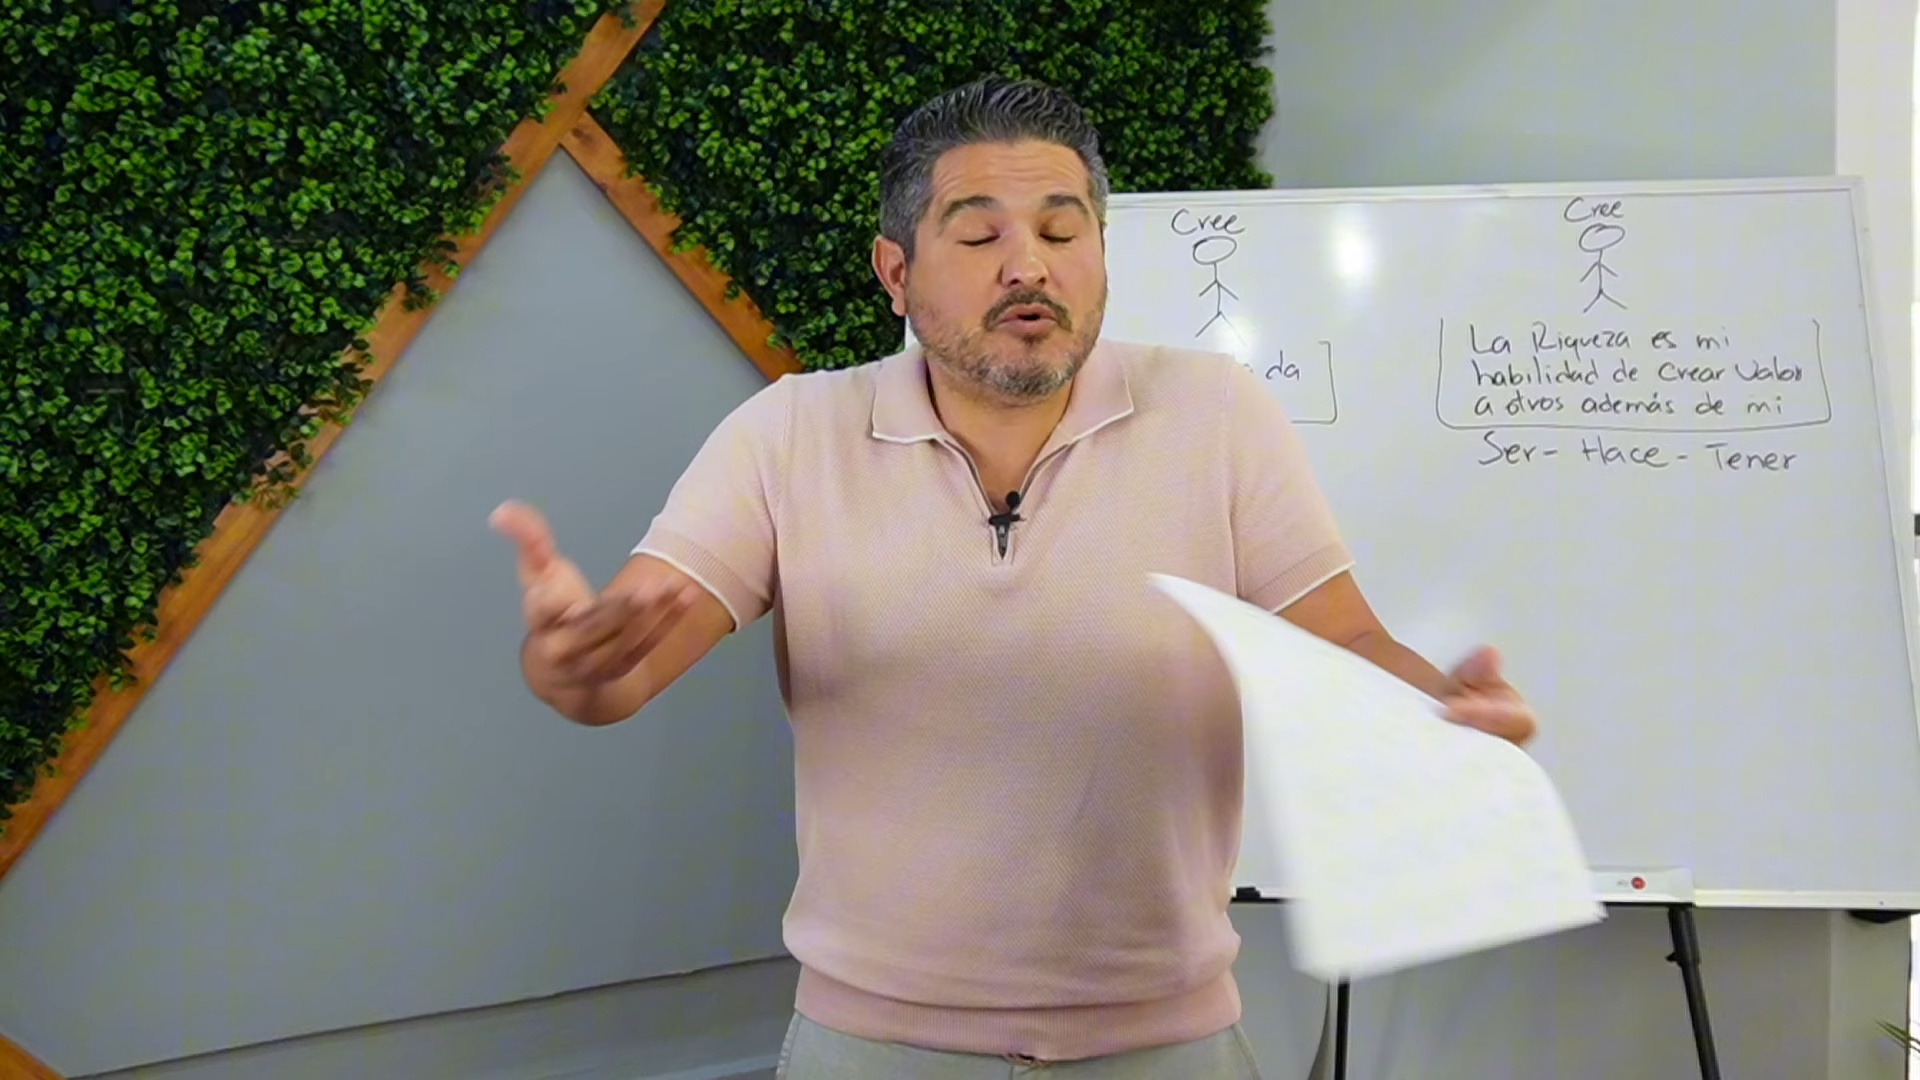 Cree
da
Cree
La Riqueza es mi
habilidad de crear Valor
a otros además de mi
Ser- Hace - Tener